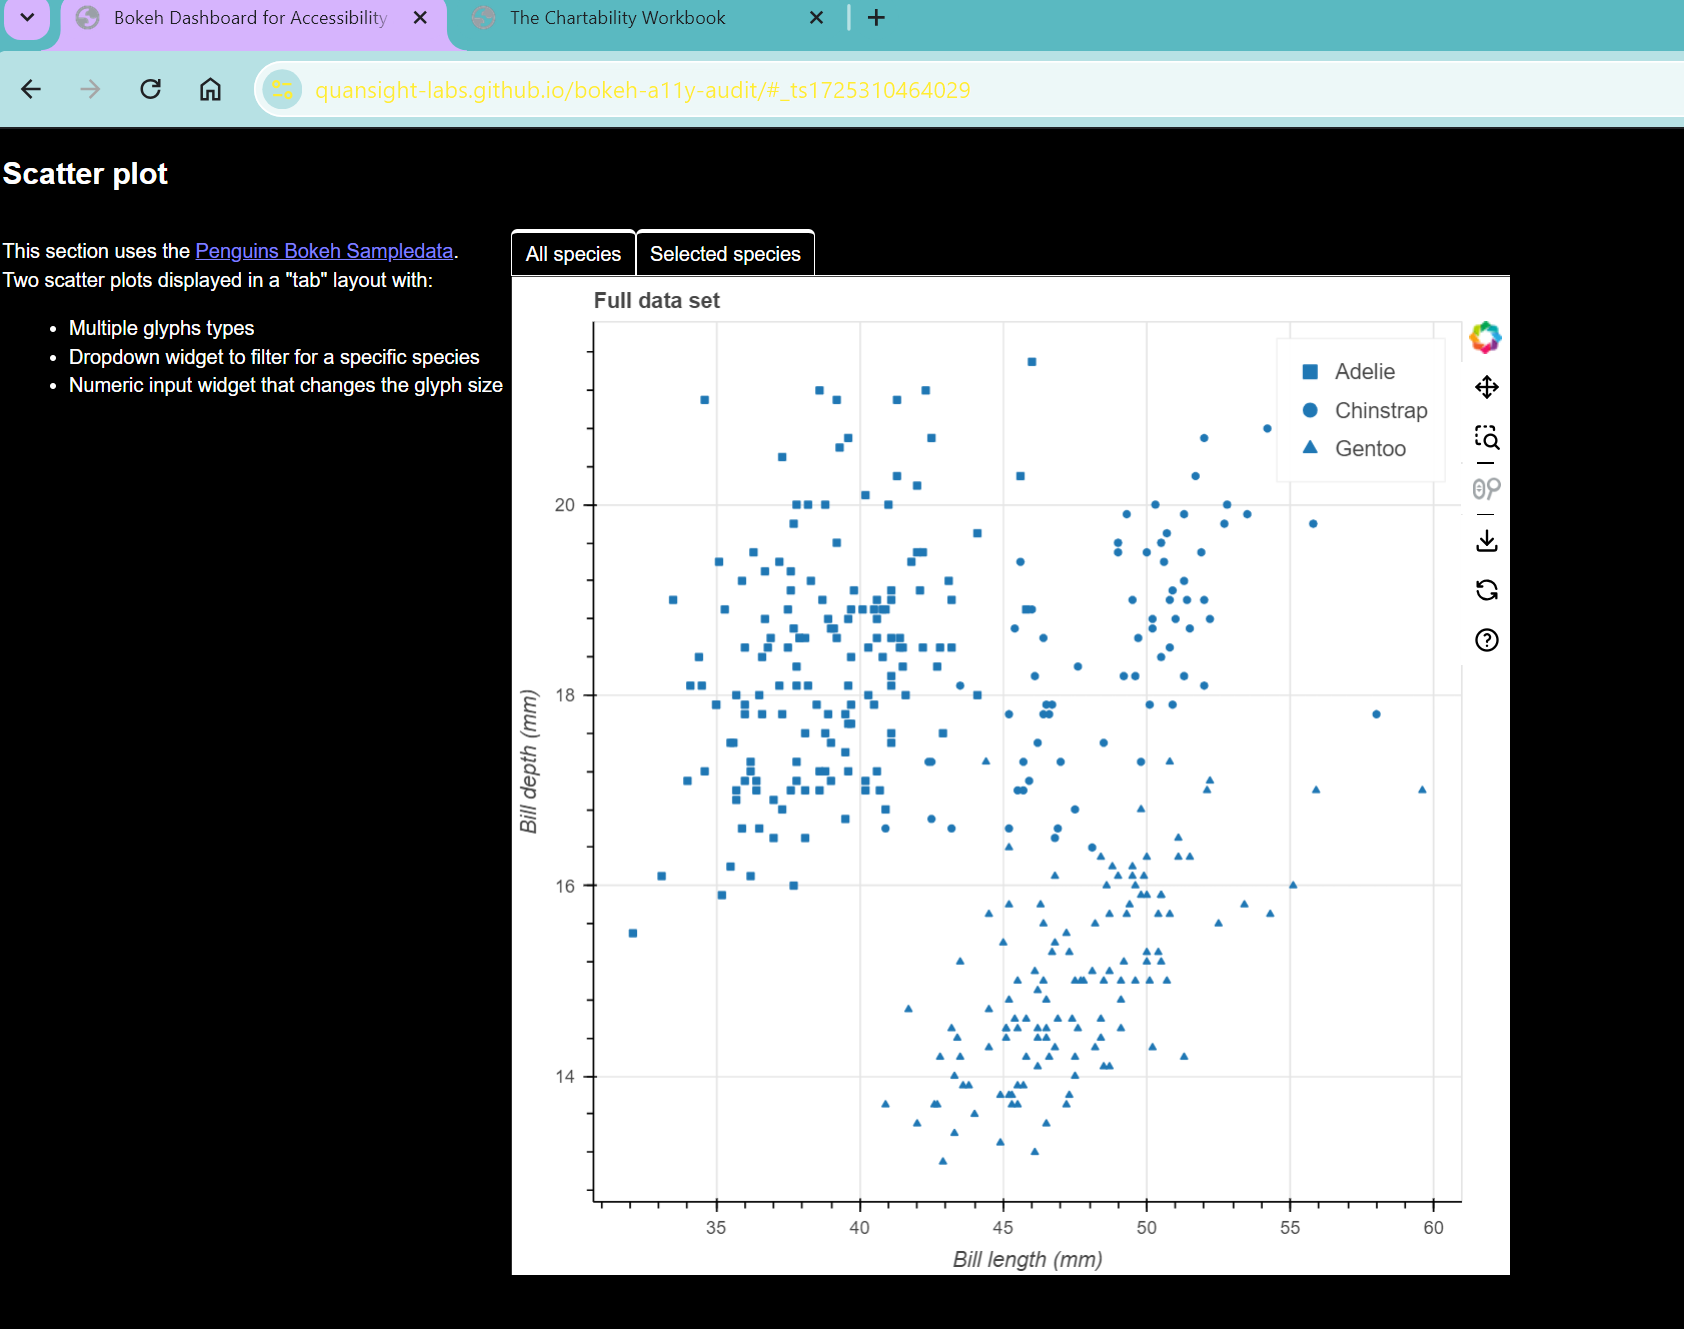 Bokeh Dashboard for Accessibility
The Chartability Workbook
quansight-labs.github.io/bokeh-a11y-audit/#_ts1725310464029
Scatter plot
This section uses the Penguins Bokeh Sampledata.
Two scatter plots displayed in a "tab" layout with:
• Multiple glyphs types
• Dropdown widget to filter for a specific species
• Numeric input widget that changes the glyph size
All species
Selected species
Full data set
Adelie
Chinstrap
Gentoo
20
18
16
14
Bill depth (mm)
35
40
45
50
55
60
Bill length (mm)